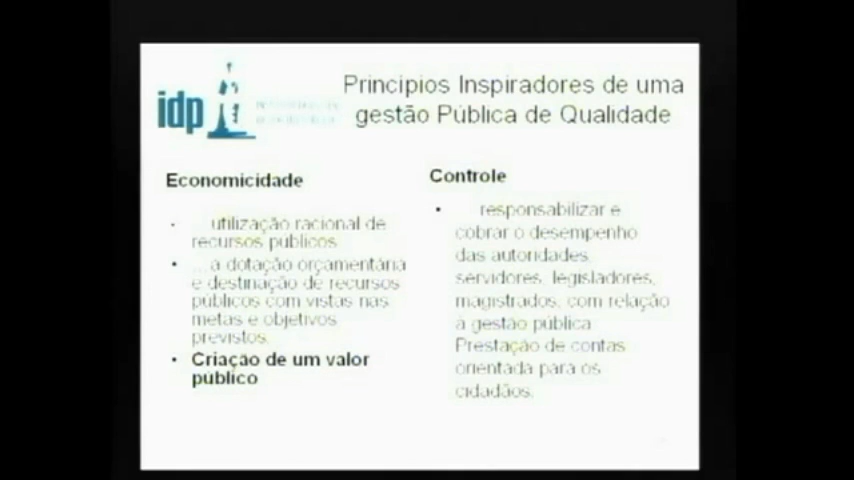 idp
Princípios Inspiradores de uma
gestão Pública de Qualidade
Economicidade
• ... utilização racional de
recursos públicos
• ...a dotação orçamentária
e destinação de recursos
públicos com vistas nas
metas e objetivos
previstos.
• Criação de um valor
público
Controle
• responsabilizar e
cobrar o desempenho
das autoridades,
servidores, legisladores,
magistrados, com relação
à gestão pública
Prestação de contas
orientada para os
cidadãos.